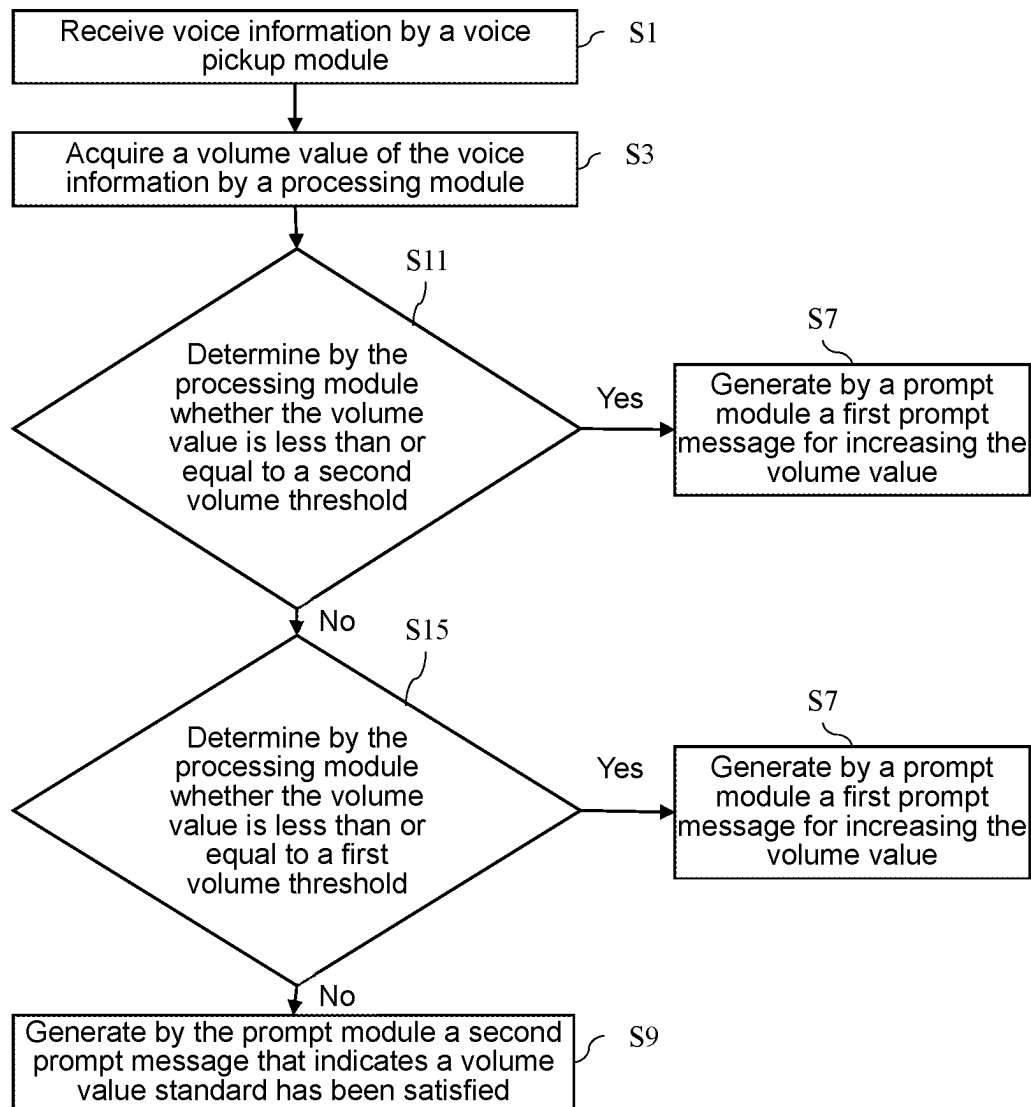 Receive voice information by a voice
pickup module
S1
Acquire a volume value of the voice
information by a processing module
S3
S11
Determine by the
processing module
whether the volume
value is less than or
equal to a second
volume threshold
Yes
S7
Generate by a prompt
module a first prompt
message for increasing the
volume value
No
S15
Determine by the
processing module
whether the volume
value is less than or
equal to a first
volume threshold
Yes
S7
Generate by a prompt
module a first prompt
message for increasing the
volume value
No
Generate by the prompt module a second
prompt message that indicates a volume
value standard has been satisfied
S9